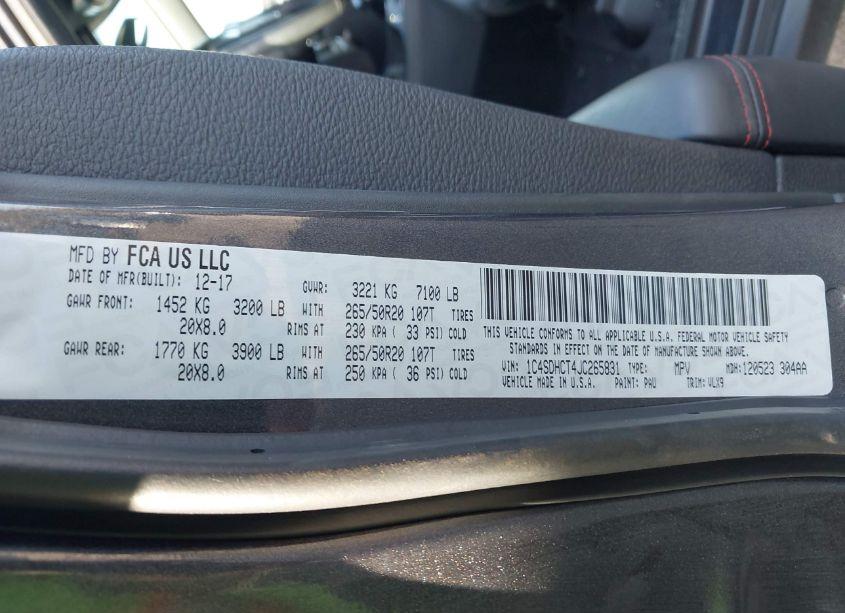 MFD BY FCA US LLC
DATE OF MFR(BUILT): 12-17 GVWR: 3221 KG 7100 LB
GAWR FRONT: 1452 KG 3200 LB WITH 265/50R20 107T TIRES
20X8.0 RIMS AT 230 KPA ( 33 PSI) COLD
GAWR REAR: 1770 KG 3900 LB WITH 265/50R20 107T TIRES
20X8.0 RIMS AT 250 KPA ( 36 PSI) COLD
THIS VEHICLE CONFORMS TO ALL APPLICABLE U.S.A. FEDERAL MOTOR VEHICLE SAFETY
STANDARDS IN EFFECT ON THE DATE OF MANUFACTURE SHOWN ABOVE.
VIN: 1C4SDHCT4JC265831 TYPE: MPV MDH: 120523 304AA
VEHICLE MADE IN U.S.A. PAINT: PAU TRIM: VLX9